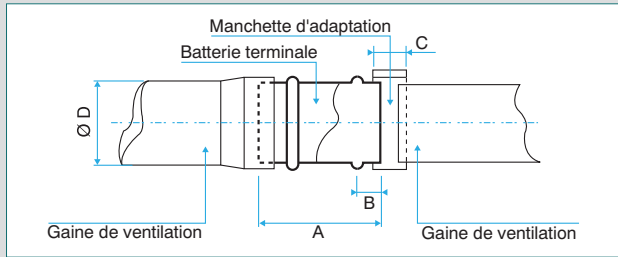 Manchette d'adaptation
Batterie terminale
C
Ø D
B
A
Gaine de ventilation
Gaine de ventilation